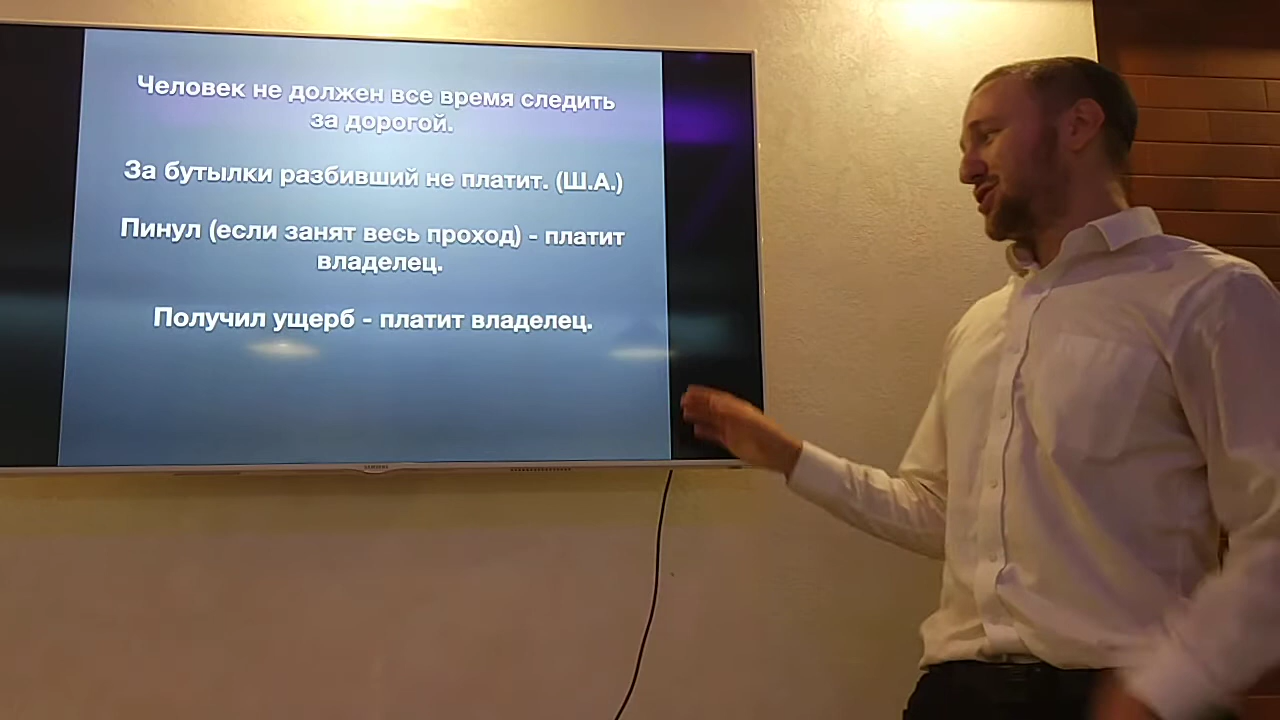 Человек не должен все время следить
за дорогой.
За бутылки разбивший не платит. (Ш.А.)
Пинул (если занят весь проход) - платит
владелец.
Получил ущерб - платит владелец.
SAMSUNG